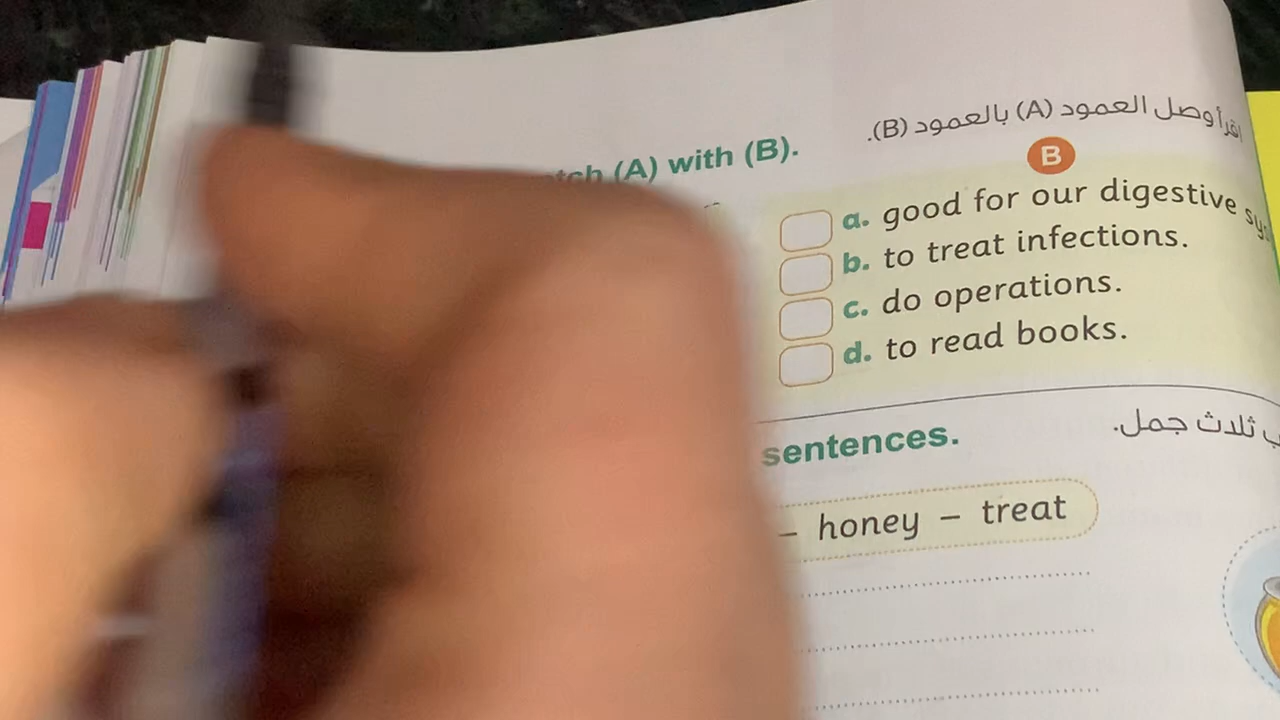 اقرأ وصل العمود (A) بالعمود (B).
(A) with (B).
B
a. good for our digestive
b. to treat infections.
c. do operations.
d. to read books.
sentences.
ثلاث جمل.
– honey – treat